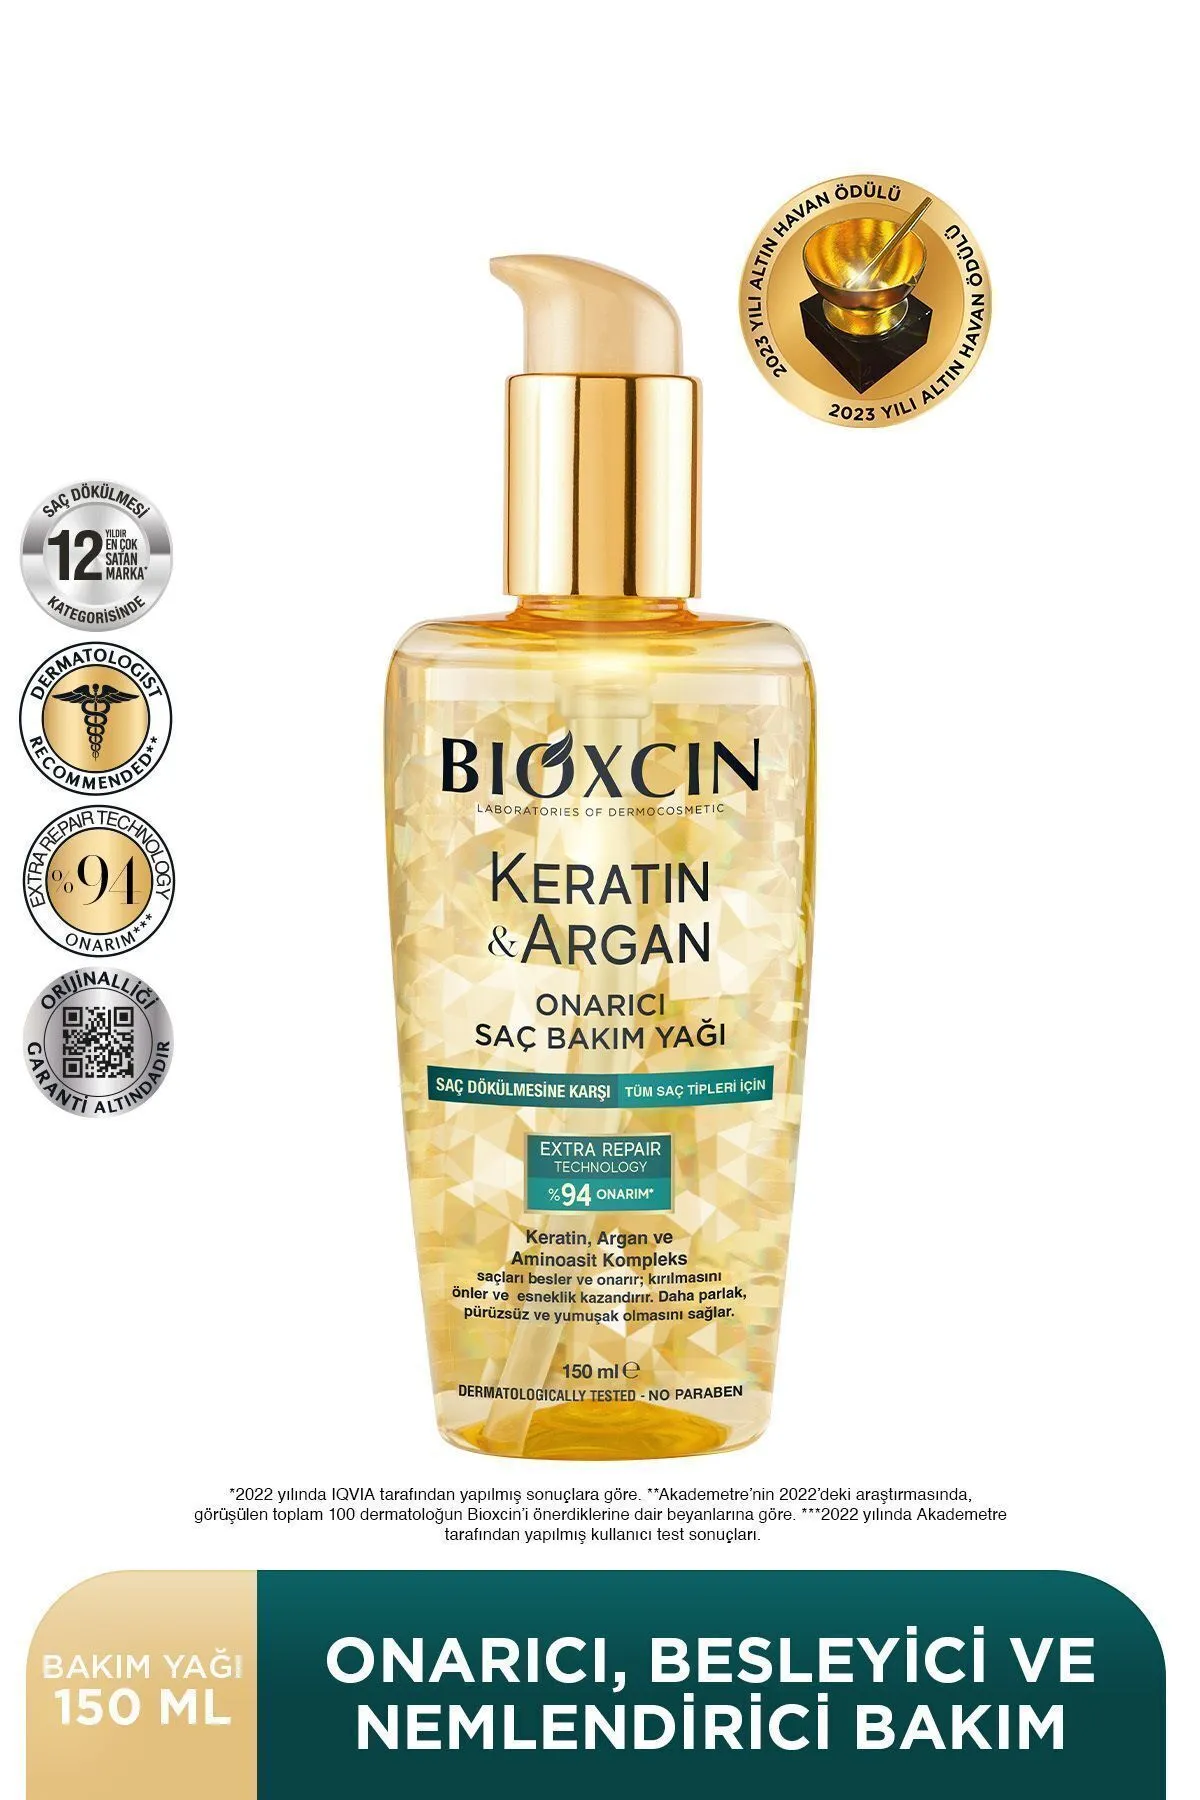 2023 YILI ALTIN HAVAN ÖDÜLÜ
2023 YILI ALTIN HAVAN ÖDÜLÜ
SAÇ DÖKÜLMESİ
12 YILDIR
EN ÇOK
SATAN
MARKA*
KATEGORİSİNDE
DERMATOLOGIST
RECOMMENDED**
EXTRA REPAIR TECHNOLOGY
%94
ONARIM***
ORİJİNALLİĞİ
GARANTİ ALTINDADIR
BIOXCIN
LABORATORIES OF DERMOCOSMETIC
KERATIN
&ARGAN
ONARICI
SAÇ BAKIM YAĞI
SAÇ DÖKÜLMESİNE KARŞI TÜM SAÇ TİPLERİ İÇİN
EXTRA REPAIR
TECHNOLOGY
%94 ONARIM*
Keratin, Argan ve
Aminoasit Kompleks
saçları besler ve onarır; kırılmasını
önler ve esneklik kazandırır. Daha parlak,
pürüzsüz ve yumuşak olmasını sağlar.
150 ml ℮
DERMATOLOGICALLY TESTED - NO PARABEN
*2022 yılında IQVIA tarafından yapılmış sonuçlara göre. **Akademetre'nin 2022'deki araştırmasında,
görüşülen toplam 100 dermatoloğun Bioxcin'i önerdiklerine dair beyanlarına göre. ***2022 yılında Akademetre
tarafından yapılmış kullanıcı test sonuçları.
BAKIM YAĞI
150 ML
ONARICI, BESLEYİCİ VE
NEMLENDİRİCİ BAKIM